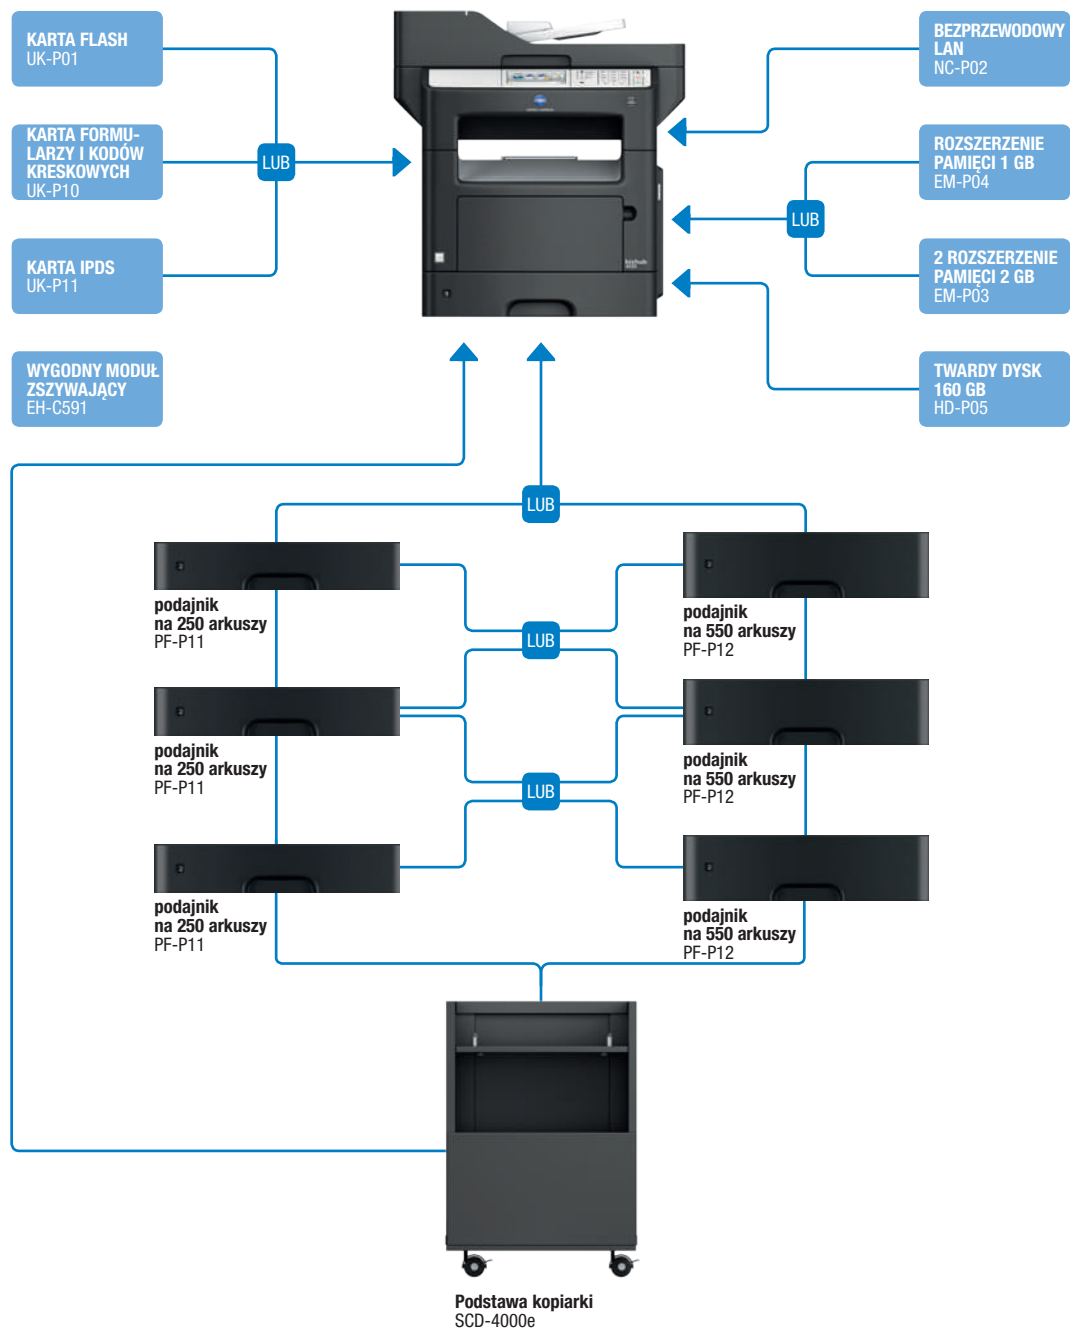 KARTA FLASH
UK-P01
KARTA FORMU-
LARZY I KODÓW
KRESKOWYCH
UK-P10
KARTA IPDS
UK-P11
WYGODNY MODUŁ
ZSZYWAJĄCY
EH-C591
LUB
bizhub
BEZPRZEWODOWY
LAN
NC-P02
ROZSZERZENIE
PAMIĘCI 1 GB
EM-P04
LUB
2 ROZSZERZENIE
PAMIĘCI 2 GB
EM-P03
TWARDY DYSK
160 GB
HD-P05
LUB
podajnik
na 250 arkuszy
PF-P11
podajnik
na 550 arkuszy
PF-P12
LUB
podajnik
na 250 arkuszy
PF-P11
podajnik
na 550 arkuszy
PF-P12
LUB
podajnik
na 250 arkuszy
PF-P11
podajnik
na 550 arkuszy
PF-P12
Podstawa kopiarki
SCD-4000e